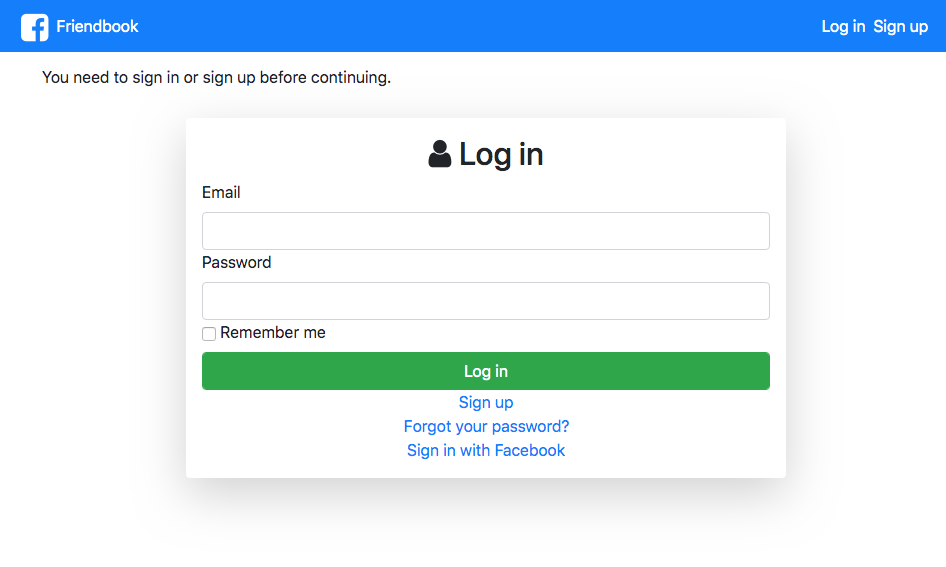 Friendbook Log in Sign up
You need to sign in or sign up before continuing.
Log in
Email
Password
Remember me
Log in
Sign up
Forgot your password?
Sign in with Facebook